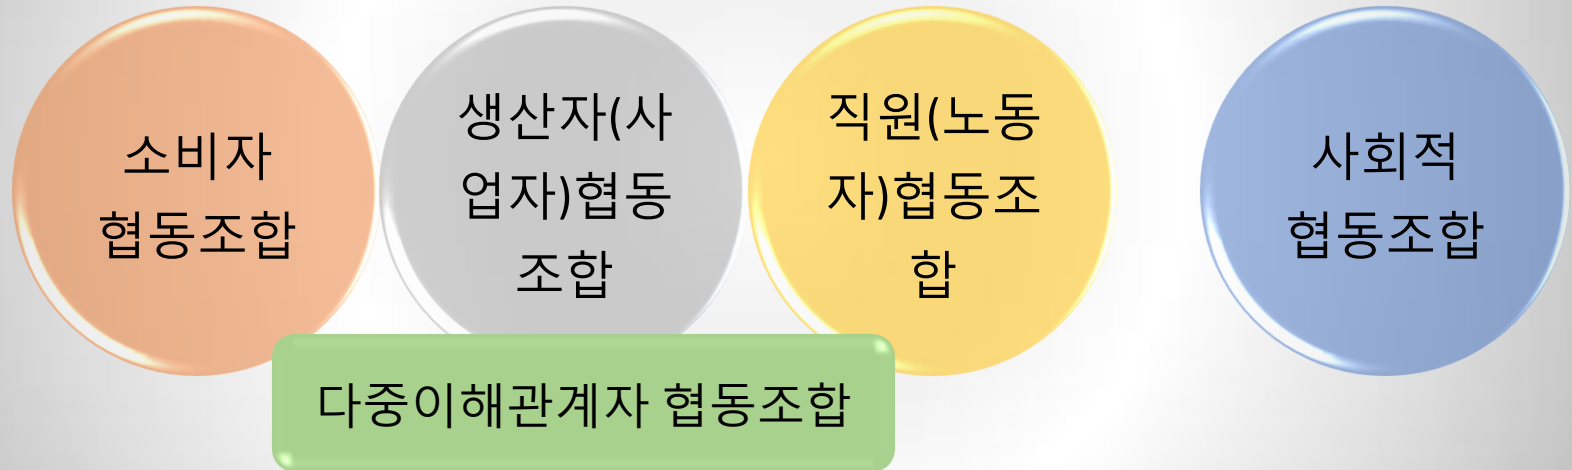 소비자
협동조합
생산자(사
업자)협동
조합
직원(노동
자)협동조
합
사회적
협동조합
다중이해관계자 협동조합